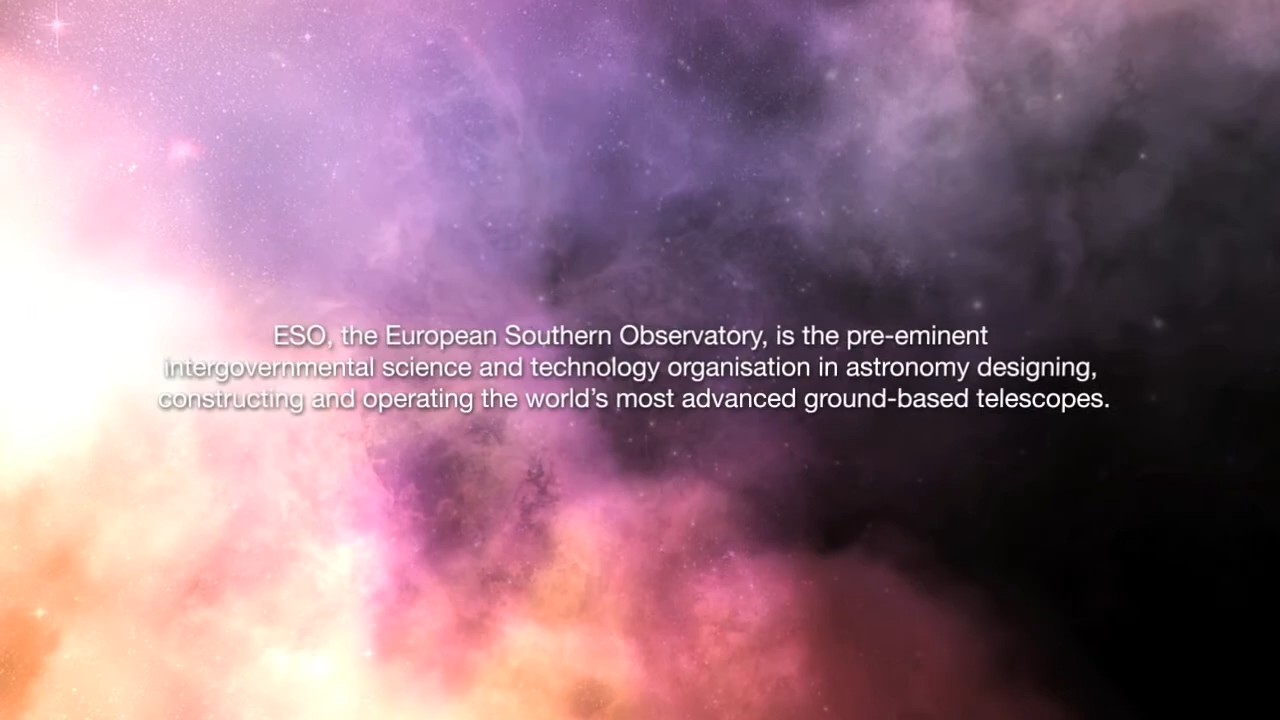 ESO, the European Southern Observatory, is the pre-eminent
intergovernmental science and technology organisation in astronomy designing,
constructing and operating the world’s most advanced ground-based telescopes.